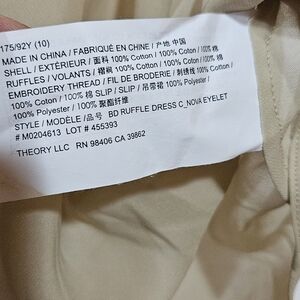 175/92Y (10)
MADE IN CHINA / FABRIQUÉ EN CHINE / 产地 中国
SHELL / EXTÉRIEUR / 面料 100% Cotton / 100% Coton / 100% 棉
RUFFLES / VOLANTS / 褶裥 100% Cotton / 100% Coton / 100% 棉
EMBROIDERY THREAD / FIL DE BRODERIE / 刺绣线 100% Cotton /
100% Coton / 100% 棉 SLIP / SLIP / 吊带裙 100% Polyester /
100% Polyester / 100% 聚酯纤维
STYLE / MODÈLE / 品号 BD RUFFLE DRESS C_NOVA EYELET
# M0204613 LOT # 455393
THEORY LLC RN 98406 CA 39862